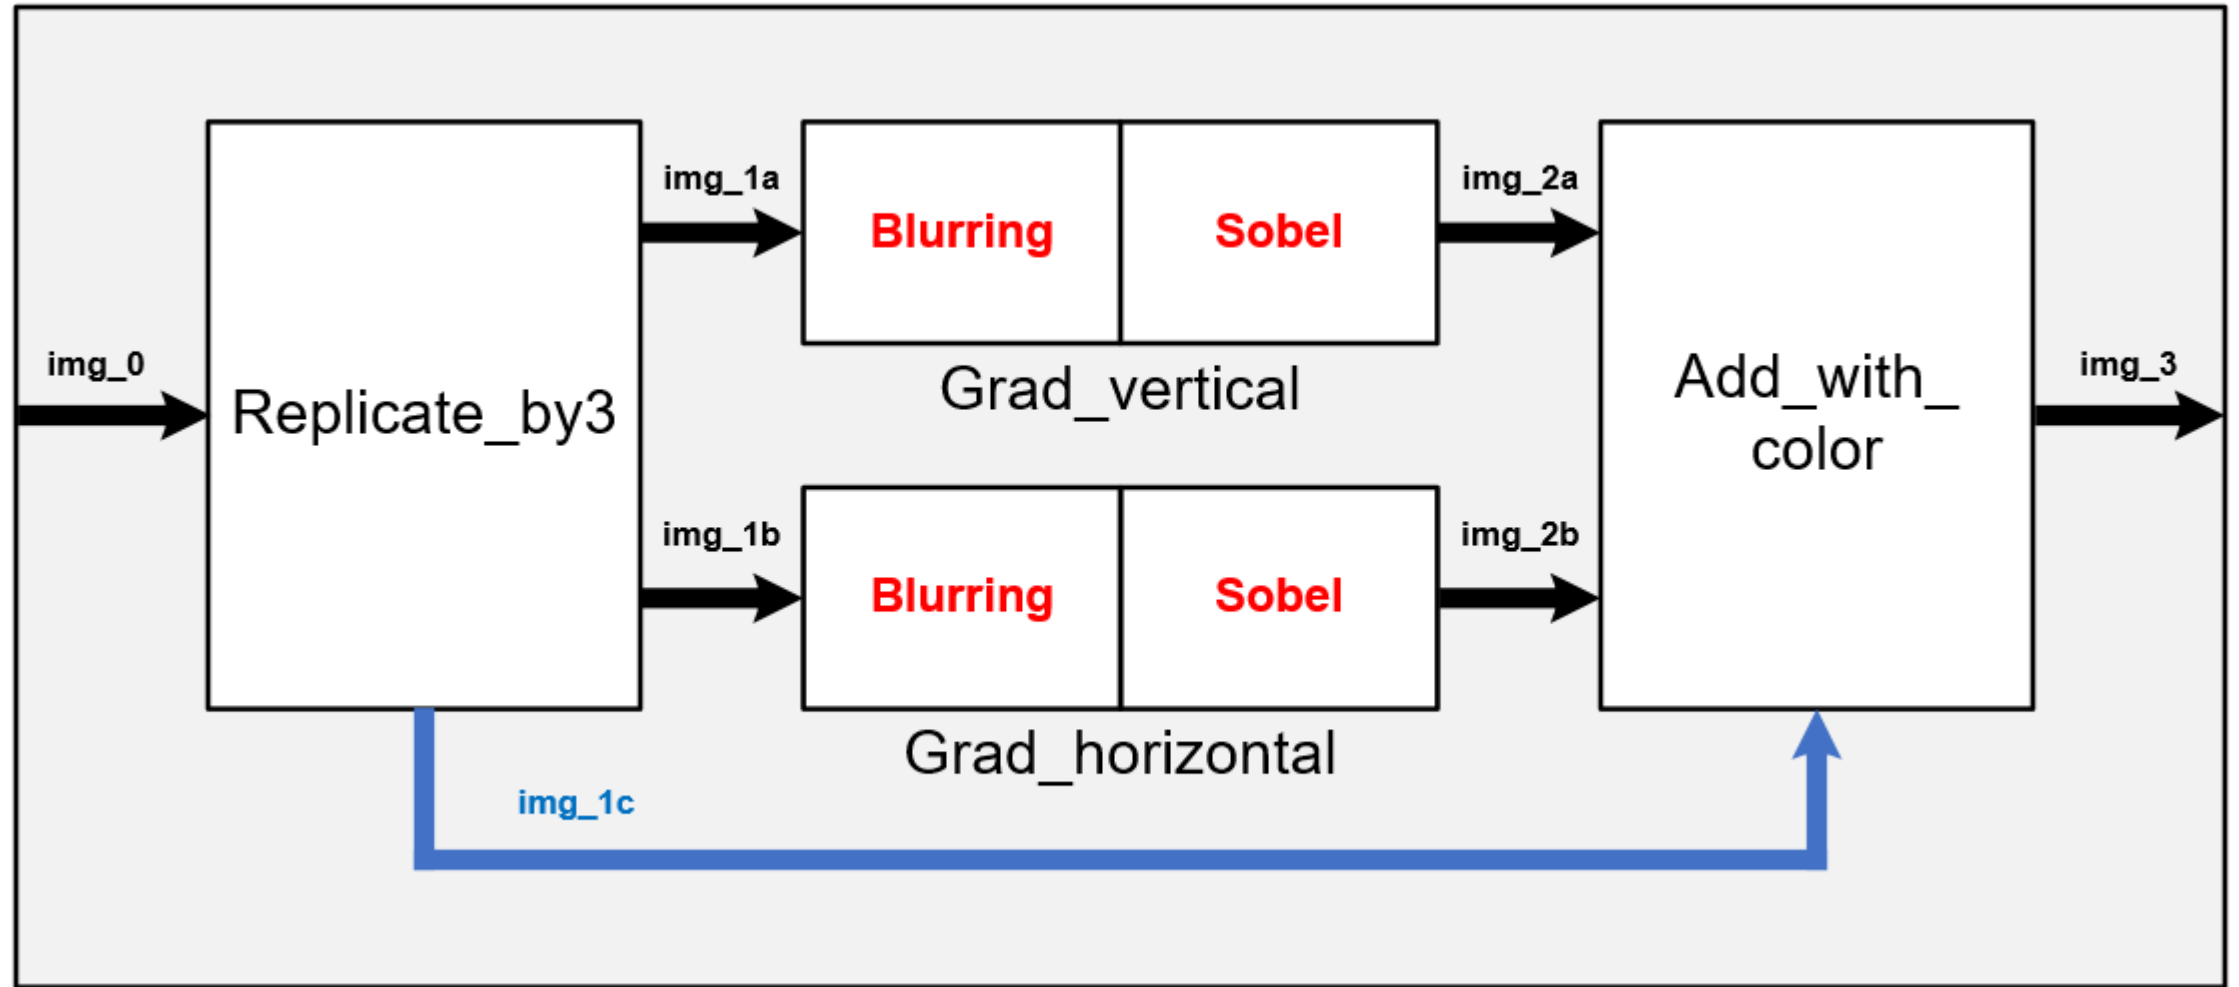 img_0
Replicate_by3
img_1a
Blurring
Sobel
Grad_vertical
img_1b
Blurring
Sobel
Grad_horizontal
img_1c
img_2a
img_2b
Add_with_
color
img_3